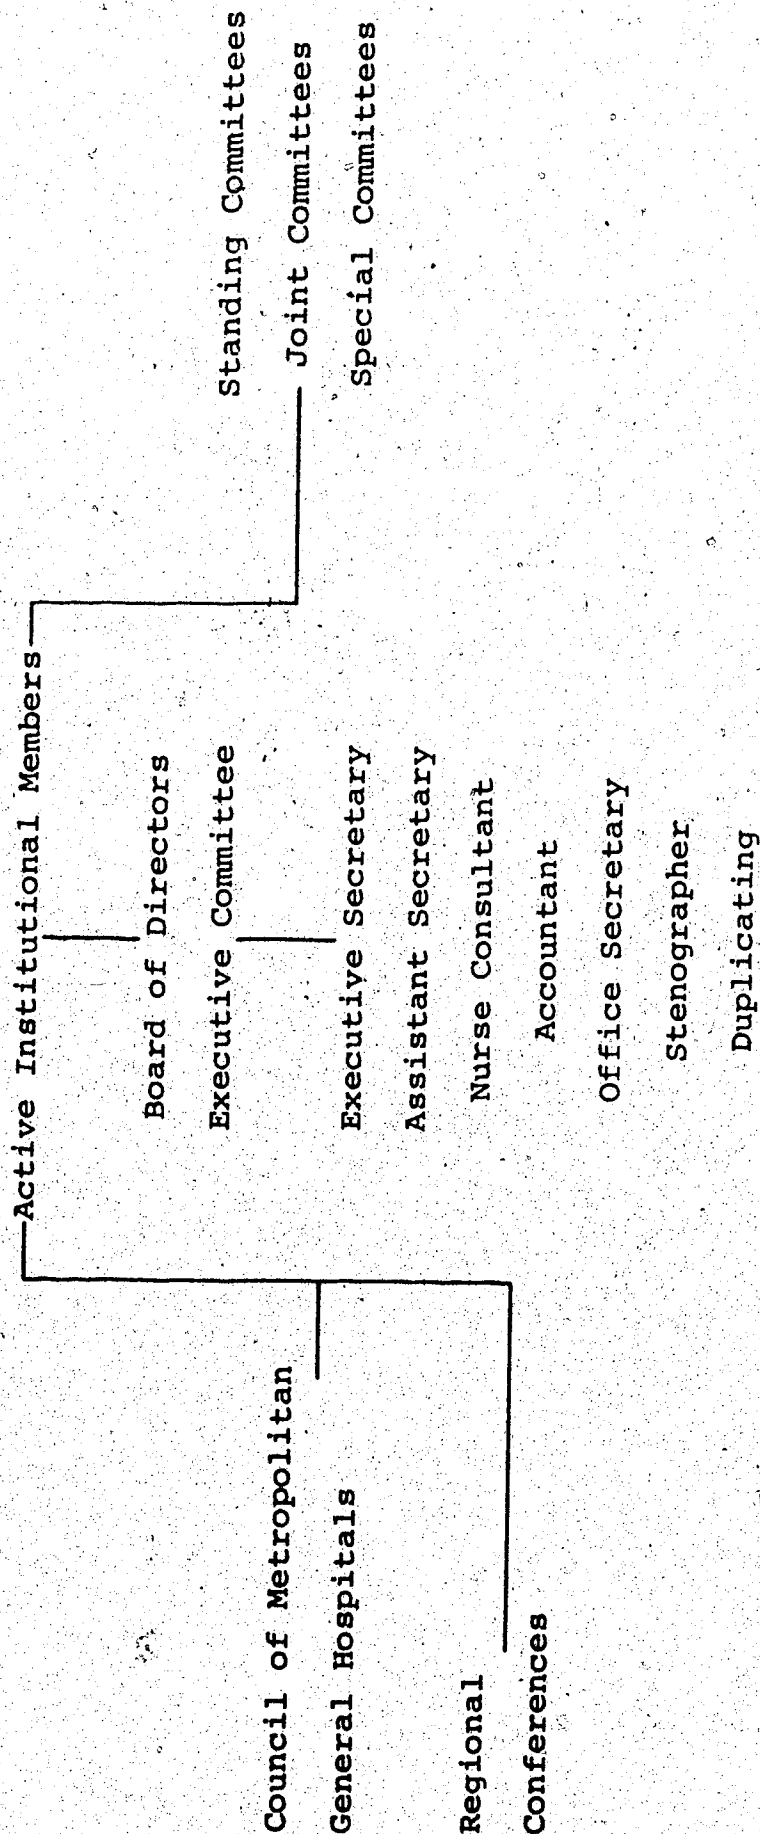 Active Institutional Members
Council of Metropolitan
General Hospitals
Regional
Conferences
Board of Directors
Executive Committee
Executive Secretary
Assistant Secretary
Nurse Consultant
Accountant
Office Secretary
Stenographer
Duplicating
Standing Committees
Joint Committees
Special Committees